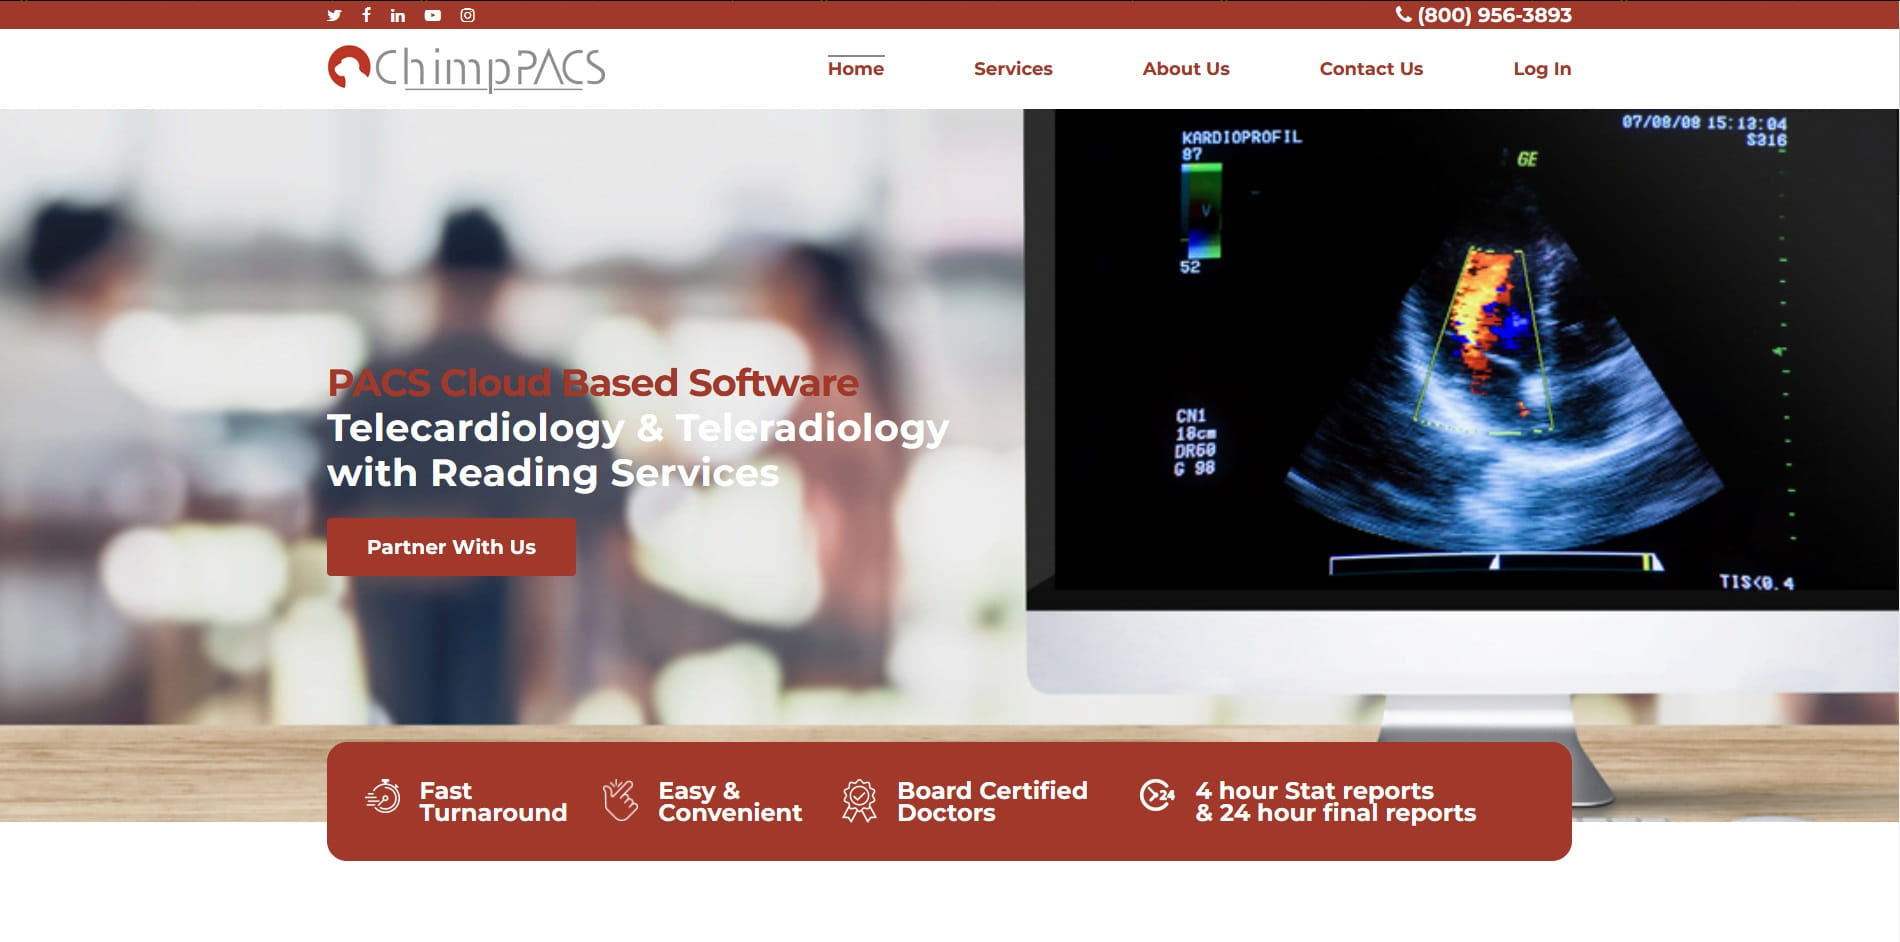 (800) 956-3893
ChimpPACS
Home
Services
About Us
Contact Us
Log In
KARDIOPROFIL
87
V
52
07/08/08 15:13:04
S316
GE
CN1
18cm
DR60
G 98
TIS<0.4
PACS Cloud Based Software
Telecardiology & Teleradiology
with Reading Services
Partner With Us
Fast
Turnaround
Easy &
Convenient
Board Certified
Doctors
24
4 hour Stat reports
& 24 hour final reports